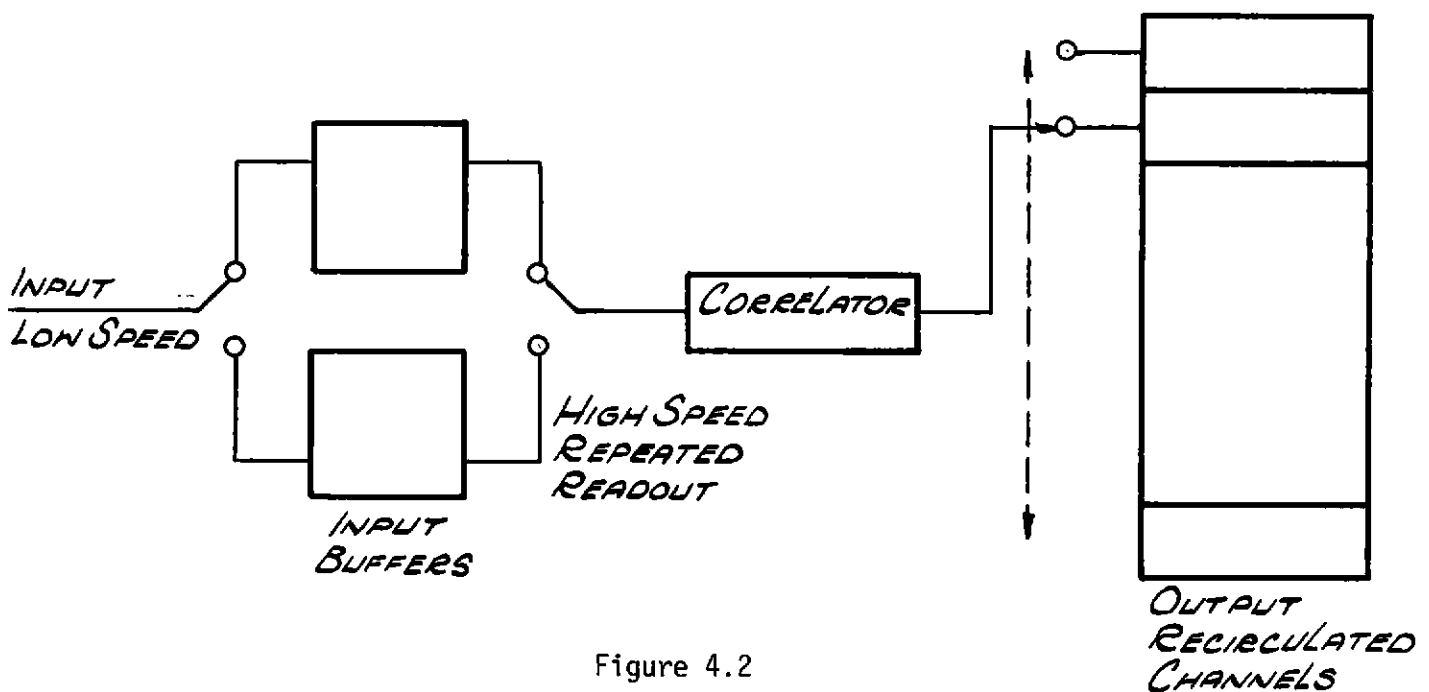 INPUT
LOW SPEED
INPUT
BUFFERS
HIGH SPEED
REPEATED
READOUT
CORRELATOR
OUTPUT
RECIRCULATED
CHANNELS
Figure 4.2